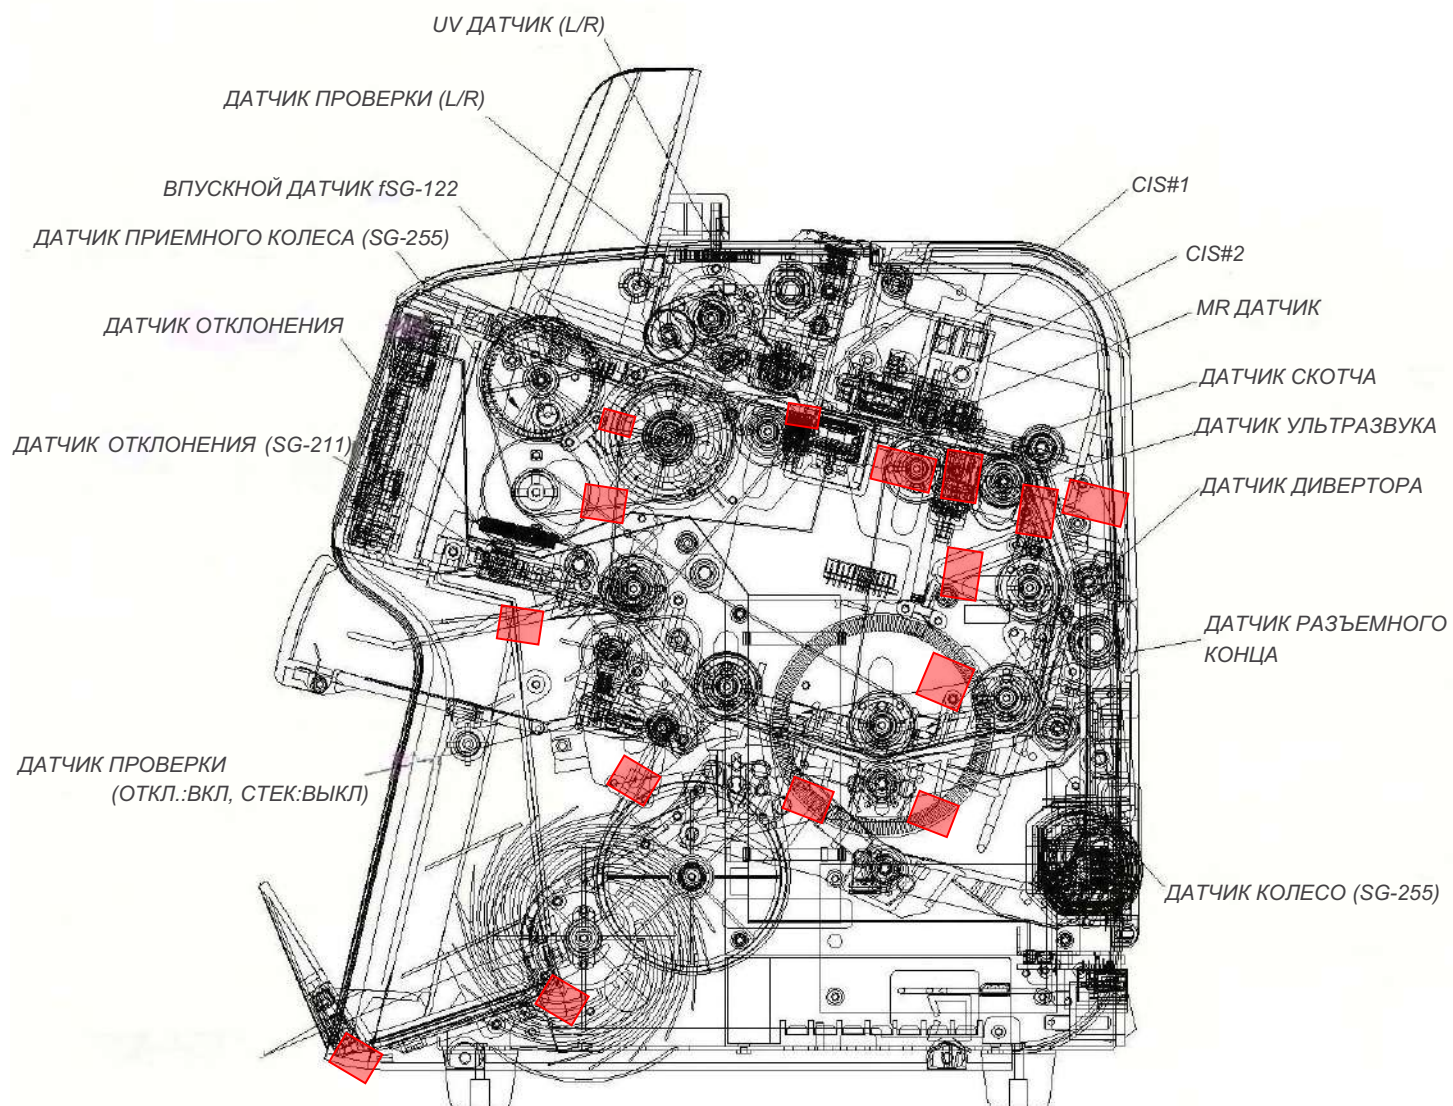 UV ДАТЧИК (L/R)
ДАТЧИК ПРОВЕРКИ (L/R)
ВПУСКНОЙ ДАТЧИК fSG-122
ДАТЧИК ПРИЕМНОГО КОЛЕСА (SG-255)
ДАТЧИК ОТКЛОНЕНИЯ
ДАТЧИК ОТКЛОНЕНИЯ (SG-211)
ДАТЧИК ПРОВЕРКИ
(ОТКЛ.:ВКЛ, СТЕК:ВЫКЛ)
CIS#1
CIS#2
MR ДАТЧИК
ДАТЧИК СКОТЧА
ДАТЧИК УЛЬТРАЗВУКА
ДАТЧИК ДИВЕРТОРА
ДАТЧИК РАЗЪЕМНОГО
КОНЦА
ДАТЧИК КОЛЕСО (SG-255)